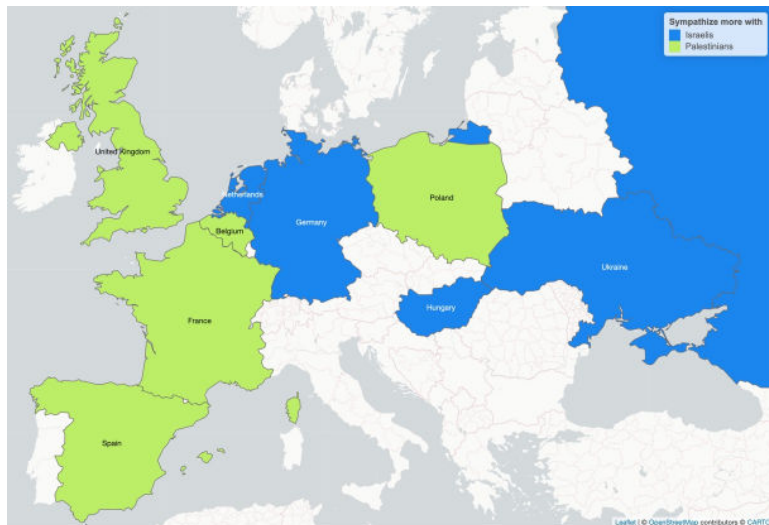 Sympathize more with
Israelis
Palestinians
United Kingdom
Netherlands
Belgium
Germany
Poland
Ukraine
Hungary
France
Spain
Leaflet | © OpenStreetMap contributors © CARTO